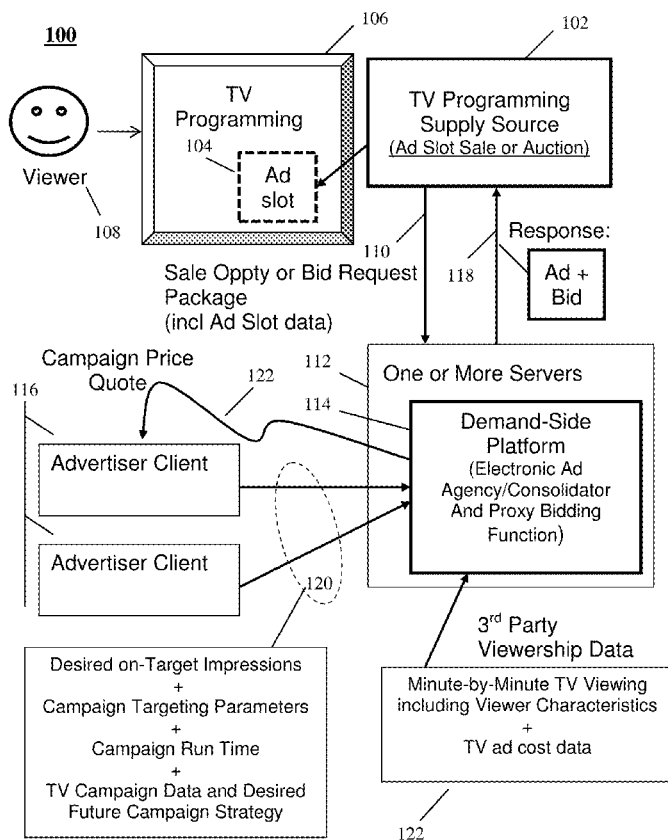 100
106
102
TV
Programming
104
Ad
slot
Viewer
108
TV Programming
Supply Source
(Ad Slot Sale or Auction)
110
118
Response:
Ad +
Bid
Sale Oppty or Bid Request
Package
(incl Ad Slot data)
Campaign Price
Quote
122
112
114
116
One or More Servers
Demand-Side
Platform
(Electronic Ad
Agency/Consolidator
And Proxy Bidding
Function)
Advertiser Client
Advertiser Client
120
3rd Party
Viewership Data
Desired on-Target Impressions
+
Campaign Targeting Parameters
+
Campaign Run Time
+
TV Campaign Data and Desired
Future Campaign Strategy
Minute-by-Minute TV Viewing
including Viewer Characteristics
+
TV ad cost data
122